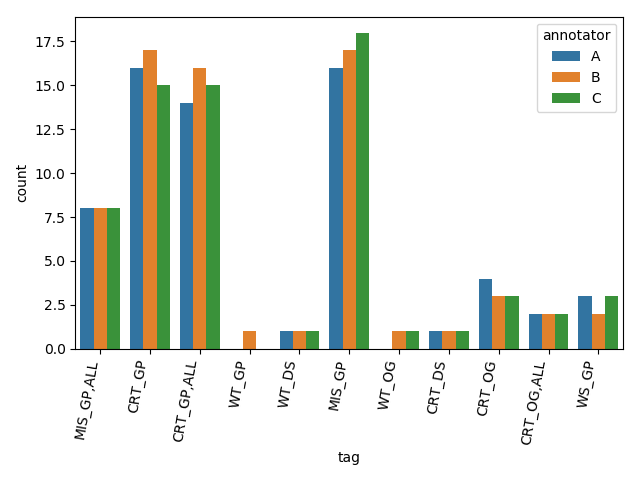 annotator
A
B
C
count
17.5
15.0
12.5
10.0
7.5
5.0
2.5
0.0
MIS_GP,ALL
CRT_GP
CRT_GP,ALL
WT_GP
WT_DS
MIS_GP
WT_OG
CRT_DS
CRT_OG
CRT_OG,ALL
WS_GP
tag